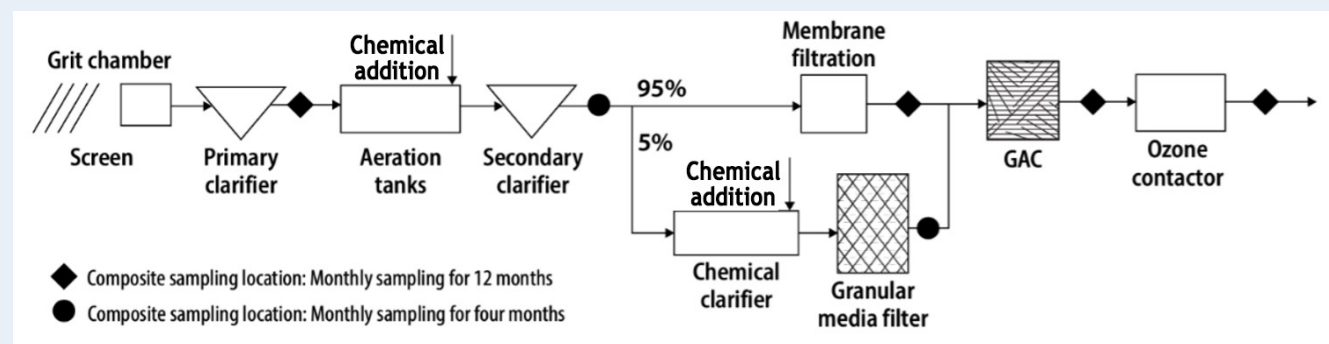 Grit chamber
Screen
Primary
clarifier
Chemical
addition
Aeration
tanks
Secondary
clarifier
95%
5%
Membrane
filtration
Chemical
addition
Chemical
clarifier
Granular
media filter
GAC
Ozone
contactor
Composite sampling location: Monthly sampling for 12 months
Composite sampling location: Monthly sampling for four months